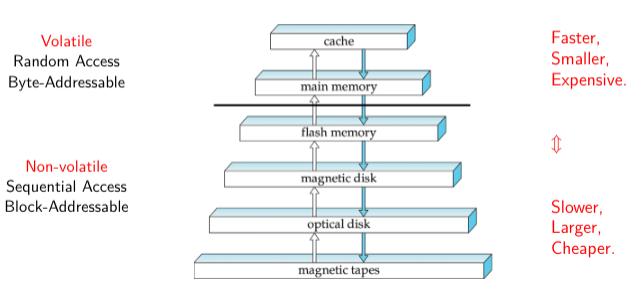 Volatile
Random Access
Byte-Addressable
Non-volatile
Sequential Access
Block-Addressable
cache
main memory
flash memory
magnetic disk
optical disk
magnetic tapes
Faster,
Smaller,
Expensive.
⇕
Slower,
Larger,
Cheaper.